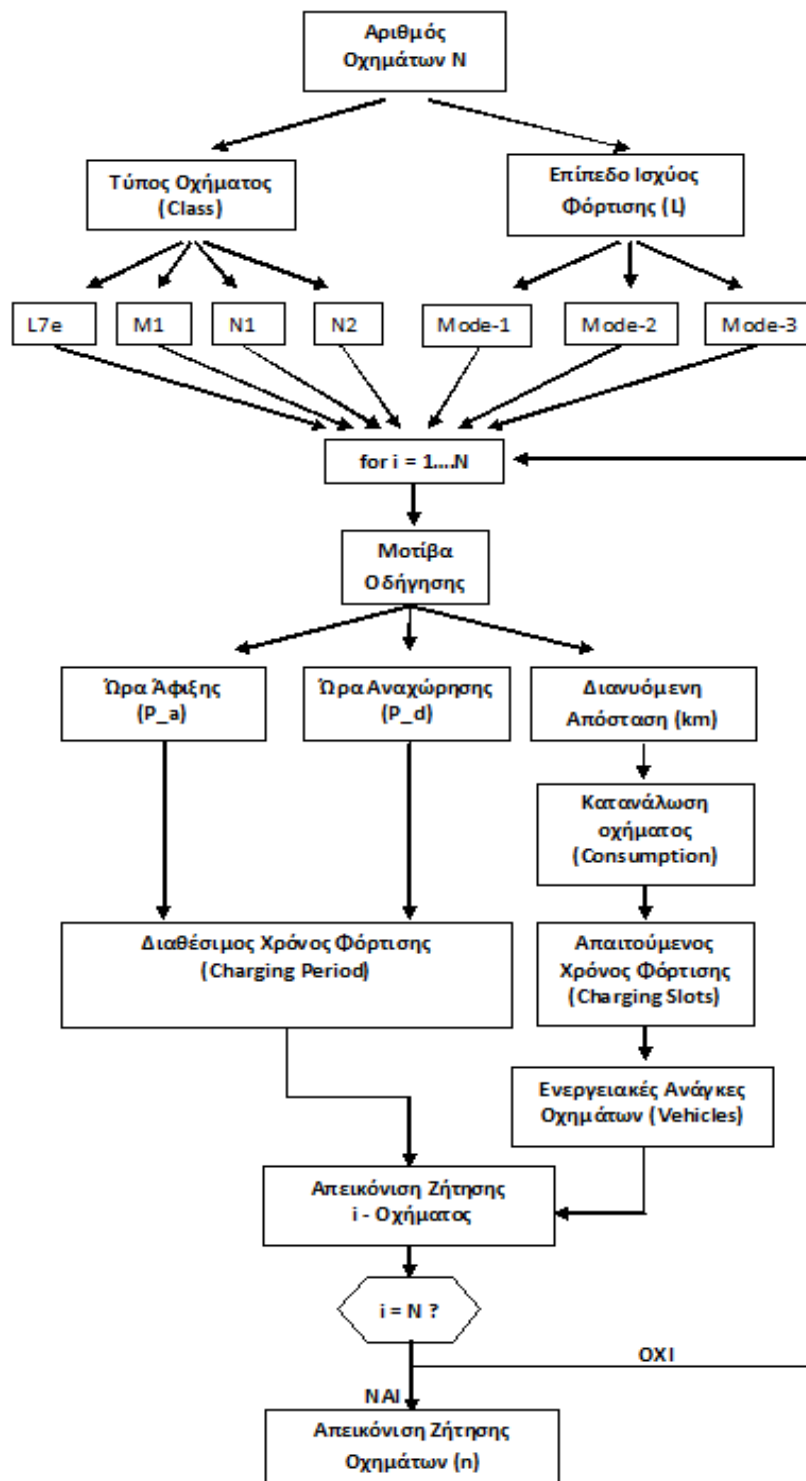 Αριθμός
Οχημάτων N
Τύπος Οχήματος
(Class)
Επίπεδο Ισχύος
Φόρτισης (L)
L7e
M1
N1
N2
Mode-1
Mode-2
Mode-3
for i = 1....N
Μοτίβα
Οδήγησης
Ώρα Άφιξης
(P_a)
Ώρα Αναχώρησης
(P_d)
Διανυόμενη
Απόσταση (km)
Κατανάλωση
οχήματος
(Consumption)
Διαθέσιμος Χρόνος Φόρτισης
(Charging Period)
Απαιτούμενος
Χρόνος Φόρτισης
(Charging Slots)
Ενεργειακές Ανάγκες
Οχημάτων (Vehicles)
Απεικόνιση Ζήτησης
i - Οχήματος
i = N ?
ΟΧΙ
ΝΑΙ
Απεικόνιση Ζήτησης
Οχημάτων (n)